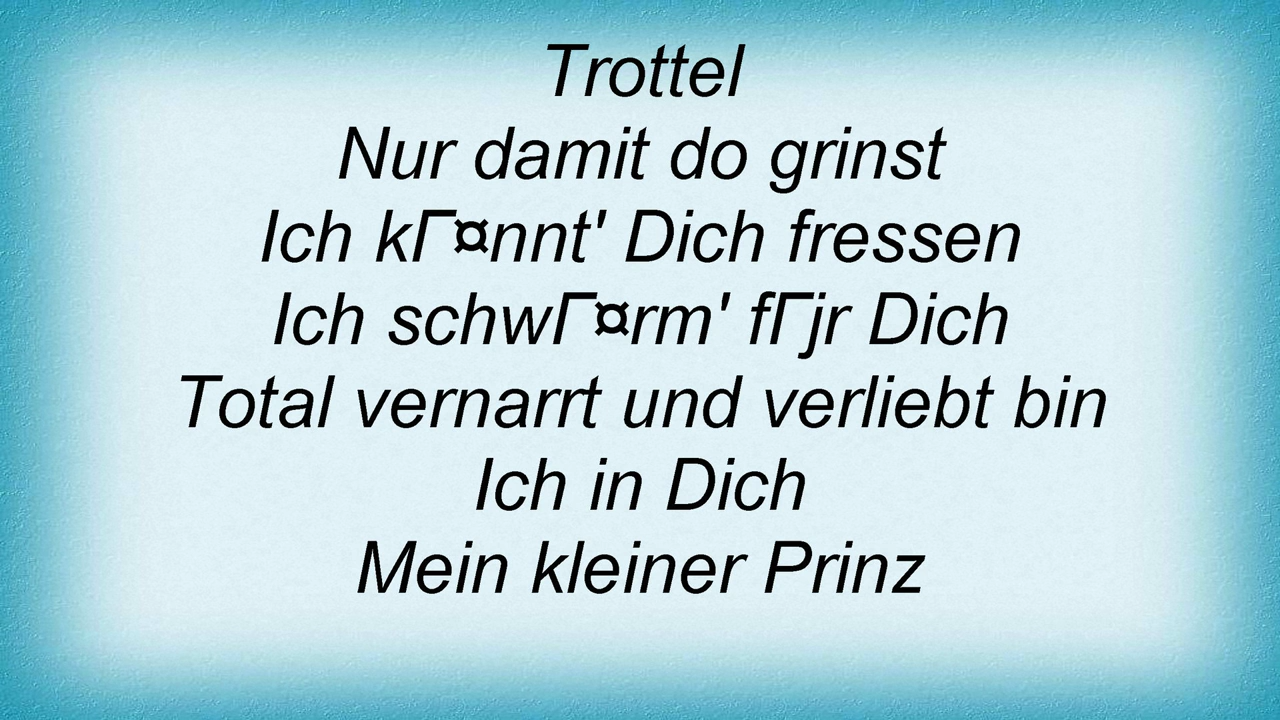 Trottel
Nur damit do grinst
Ich kГ¤nnt' Dich fressen
Ich schwГ¤rm' fГјr Dich
Total vernarrt und verliebt bin
Ich in Dich
Mein kleiner Prinz